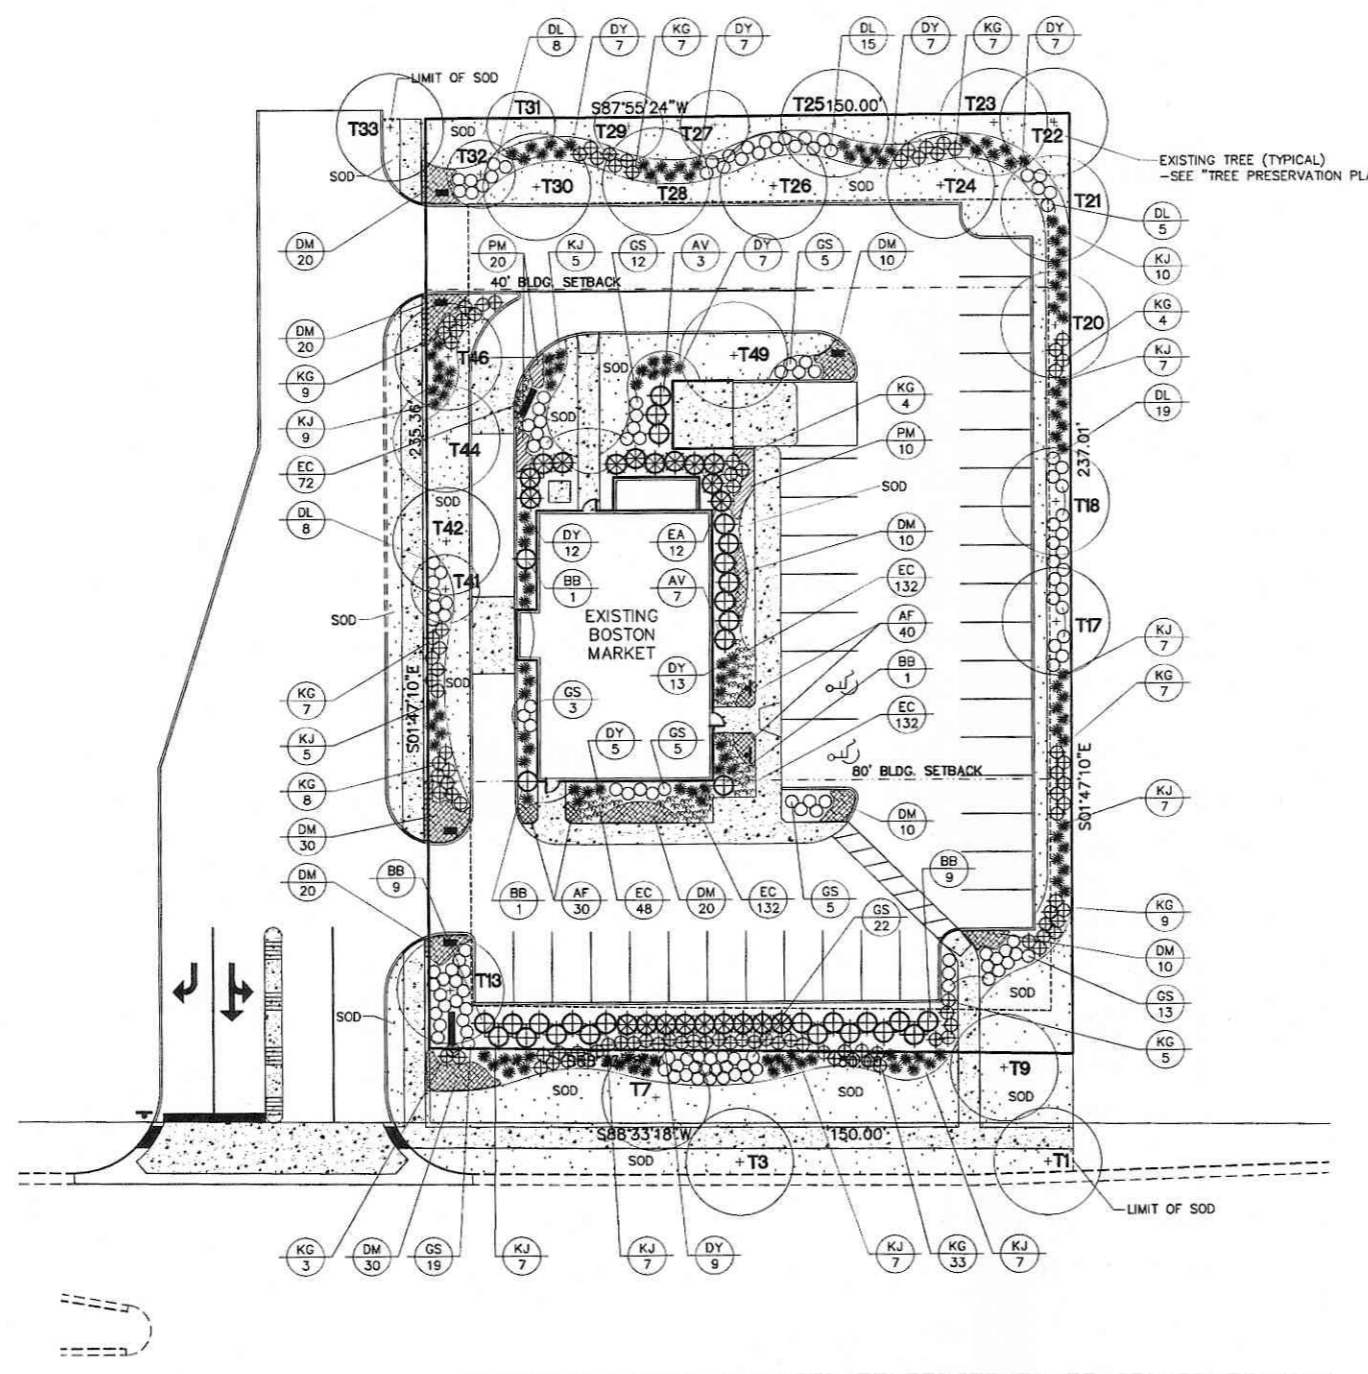 DL
8
DY
7
KG
7
DY
7
DL
15
DY
7
KG
7
DY
7
LIMIT OF SOD
T33
T31
S87°55'24"W
T29
T27
T25
150.00'
T23
T22
SOD
T32
SOD
T30
T28
T26
SOD
T24
T21
EXISTING TREE (TYPICAL)
-SEE "TREE PRESERVATION PLA
DL
5
DM
20
PM
20
KJ
5
GS
12
AV
3
DY
7
GS
5
DM
10
KJ
10
40' BLDG. SETBACK
KG
4
DM
20
T46
SOD
T49
T20
KJ
7
KG
9
SOD
KG
4
DL
19
KJ
9
235.36'
T44
PM
10
237.01'
EC
72
SOD
SOD
T18
DL
8
T42
DY
12
EA
12
DM
10
T41
BB
1
AV
7
EC
132
SOD
EXISTING
BOSTON
MARKET
AF
40
T17
KJ
7
SOD
S01°47'10"E
DY
13
BB
1
KG
7
KG
7
GS
3
EC
132
KJ
5
DY
5
GS
5
80' BLDG. SETBACK
S01°47'10"E
KG
8
KJ
7
DM
30
DM
10
DM
20
BB
9
BB
1
AF
30
EC
48
DM
20
EC
132
GS
5
GS
22
BB
9
KG
9
DM
10
T13
SOD
SOD
GS
13
KG
5
T9
SOD
SOD
T7
SOD
S88°33'18"W
150.00'
SOD
T3
T1
LIMIT OF SOD
KG
3
DM
30
GS
19
KJ
7
KJ
7
DY
9
KJ
7
KG
33
KJ
7